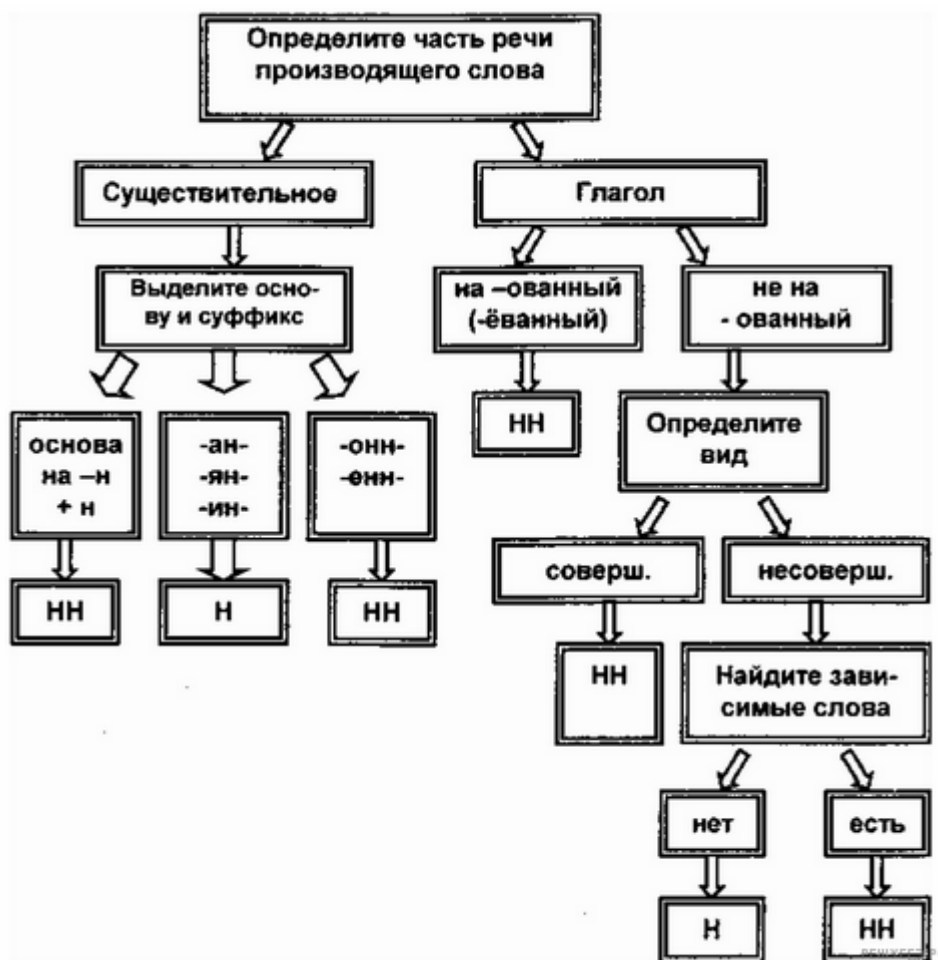 Определите часть речи
производящего слова
Существительное
Глагол
Выделите осно-
ву и суффикс
на –ованный
(-ёванный)
не на
- ованный
основа
на –н
+ н
-ан-
-ян-
-ин-
-онн-
-енн-
НН
Определите
вид
НН
Н
НН
соверш.
несоверш.
НН
Найдите зави-
симые слова
нет
есть
Н
НН